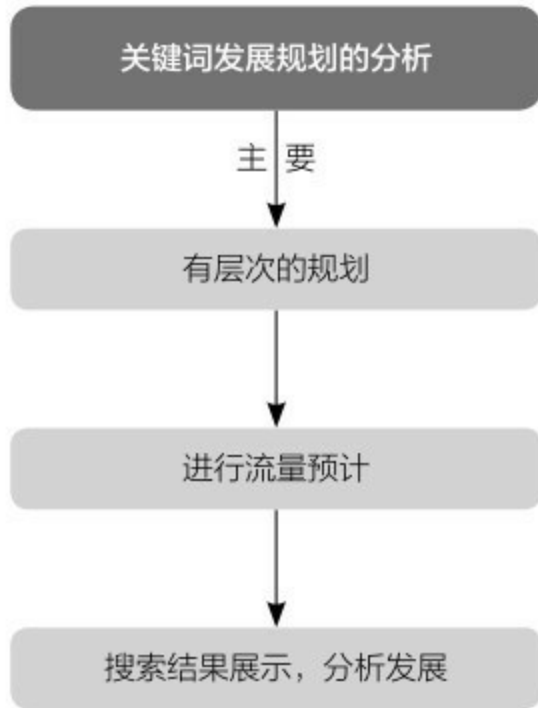 关键词发展规划的分析
主 要
有层次的规划
进行流量预计
搜索结果展示，分析发展